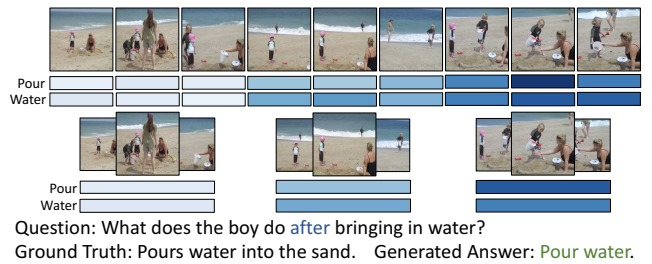 Pour
Water
Pour
Water
Question: What does the boy do after bringing in water?
Ground Truth: Pours water into the sand. Generated Answer: Pour water.